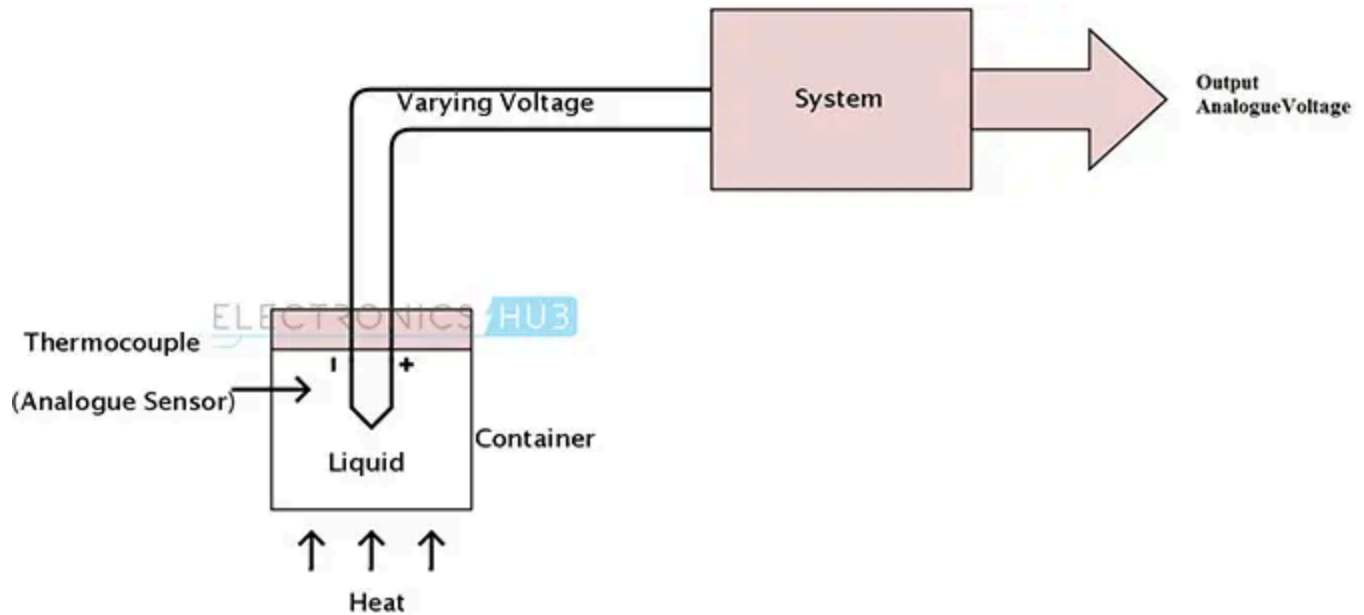 Varying Voltage
System
Output
AnalogueVoltage
ELECTRONICS HUB
Thermocouple
(Analogue Sensor)
- +
Container
Liquid
Heat